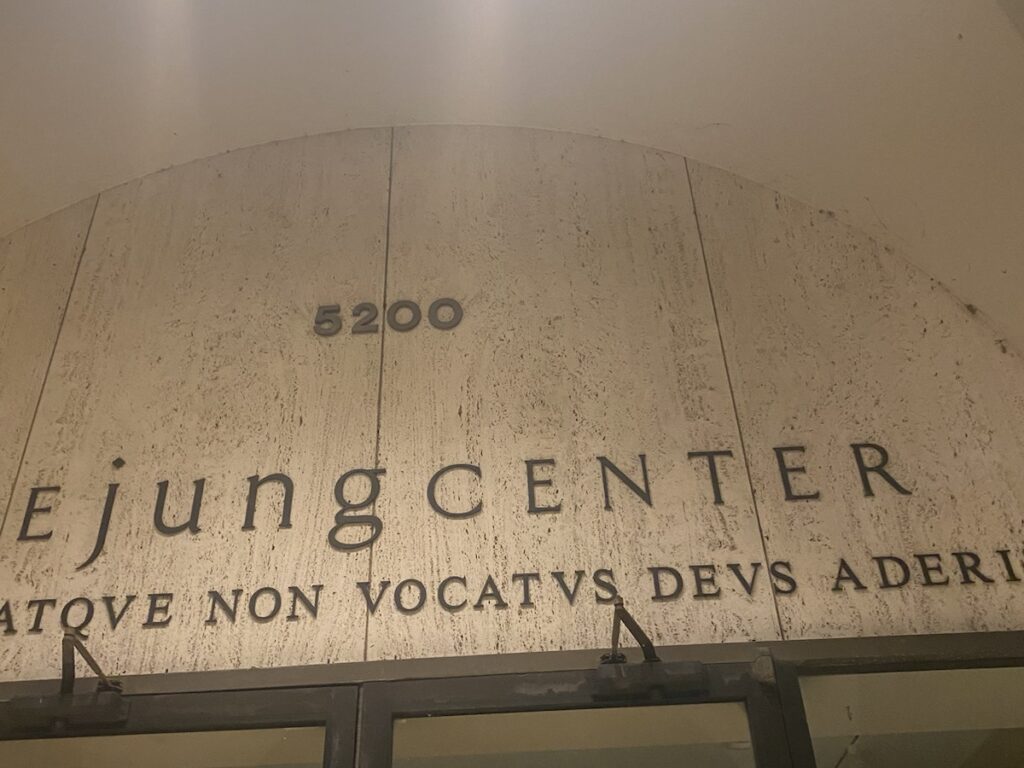 5200
E jung CENTER
ATQVE NON VOCATVS DEVS ADERI